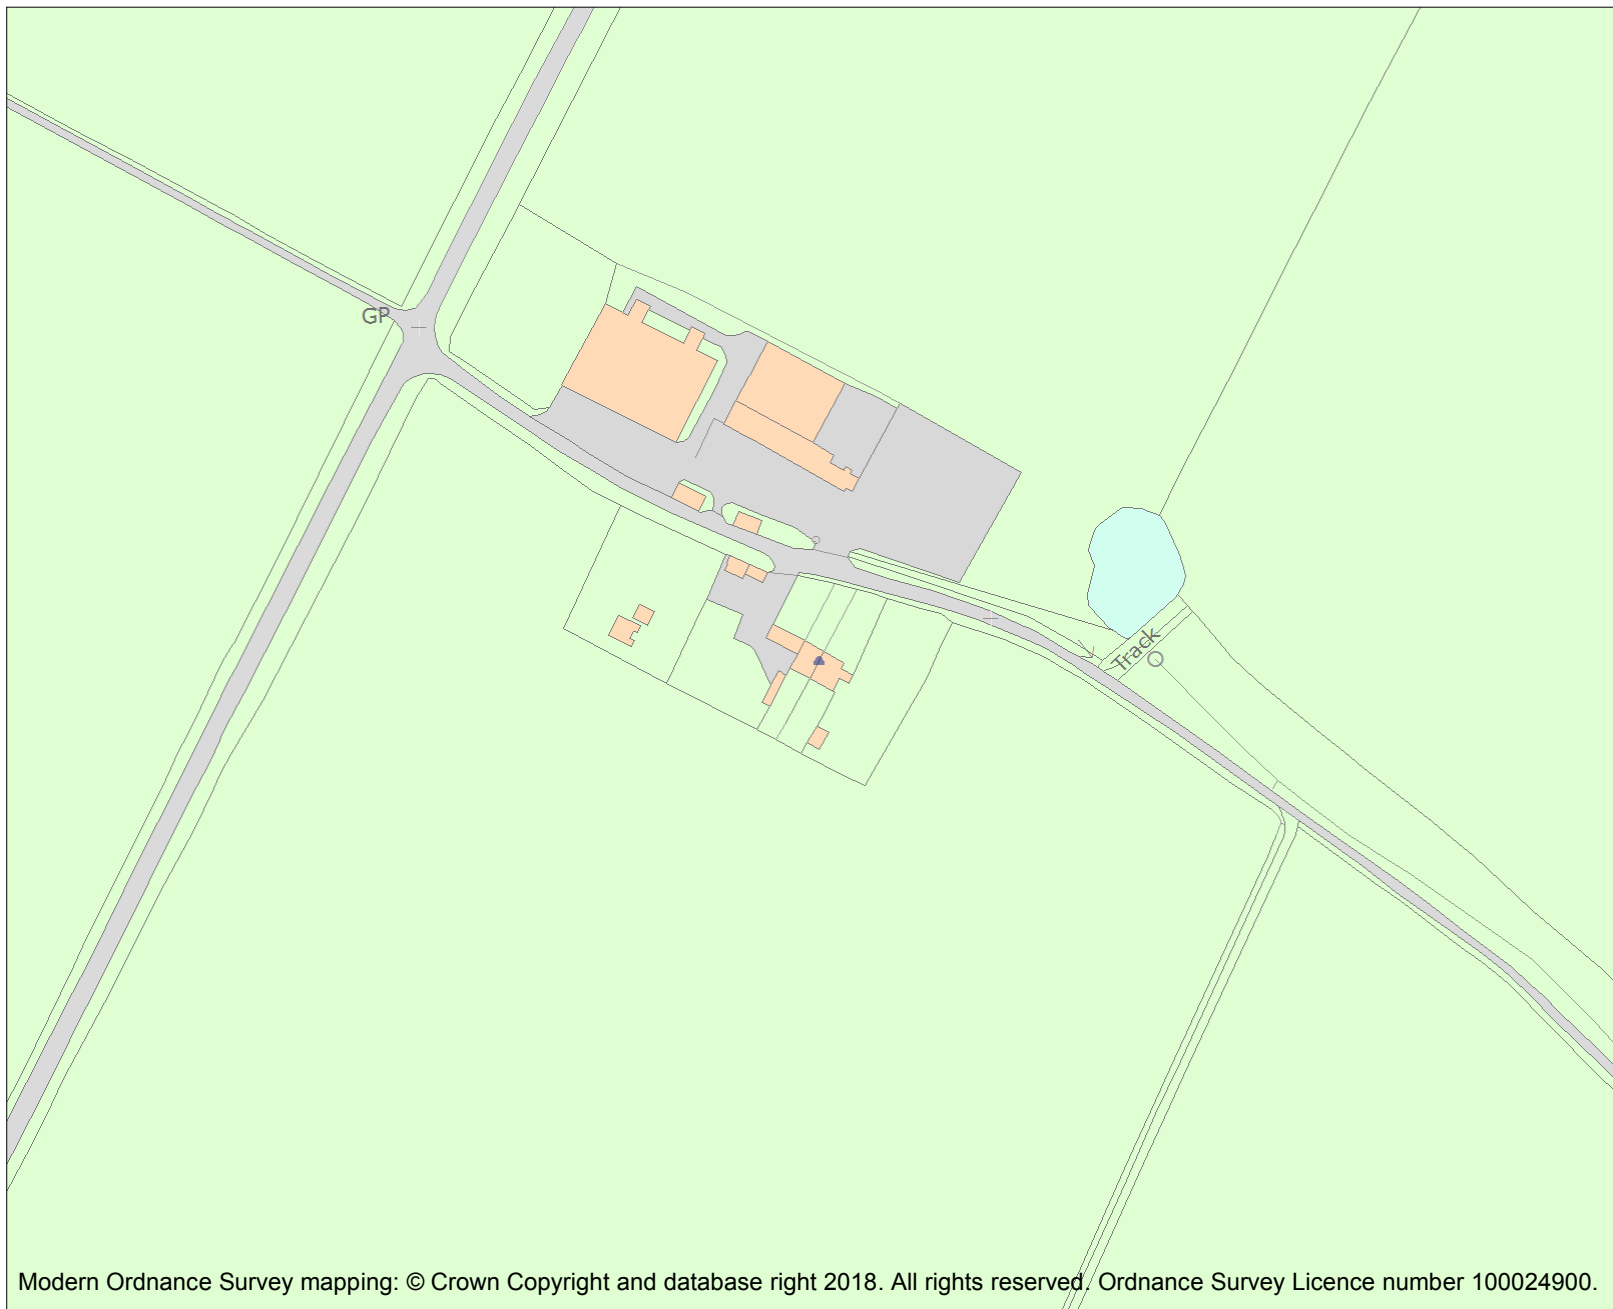 GP
Track
Modern Ordnance Survey mapping: © Crown Copyright and database right 2018. All rights reserved. Ordnance Survey Licence number 100024900.